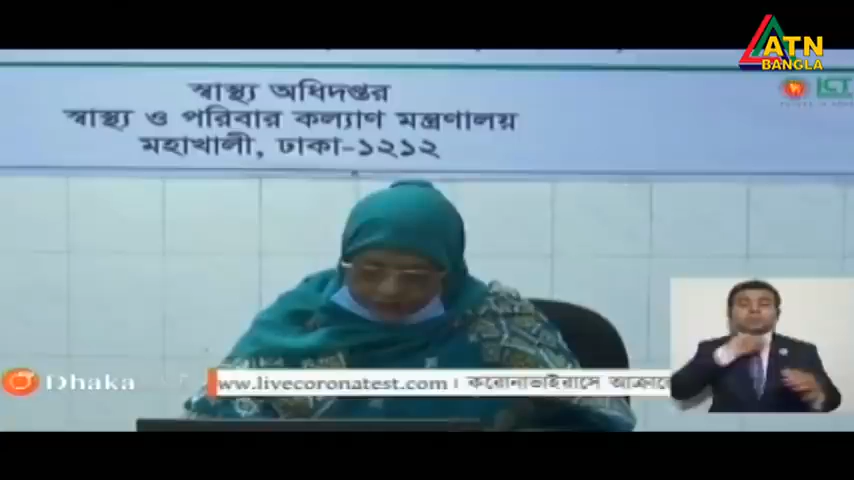 ATN
BANGLA
স্বাস্থ্য অধিদপ্তর
স্বাস্থ্য ও পরিবার কল্যাণ মন্ত্রণালয়
মহাখালী, ঢাকা-১২১২
www.livecoronatest.com। করোনাভাইরাসে
Dhaka